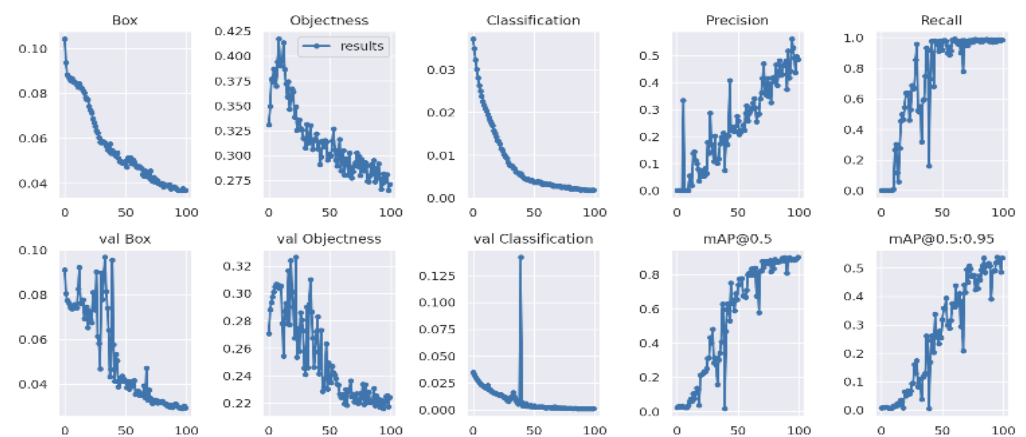 Box Objectness Classification Precision Recall
0.10 0.08 0.06 0.04
0 50 100
0.425 0.400 0.375 0.350 0.325 0.300 0.275
results
0 50 100
0.03 0.02 0.01 0.00
0 50 100
0.5 0.4 0.3 0.2 0.1 0.0
0 50 100
1.0 0.8 0.6 0.4 0.2 0.0
0 50 100
val Box val Objectness val Classification mAP@0.5 mAP@0.5:0.95
0.10 0.08 0.06 0.04
0 50 100
0.32 0.30 0.28 0.26 0.24 0.22
0 50 100
0.125 0.100 0.075 0.050 0.025 0.000
0 50 100
0.8 0.6 0.4 0.2 0.0
0 50 100
0.5 0.4 0.3 0.2 0.1 0.0
0 50 100